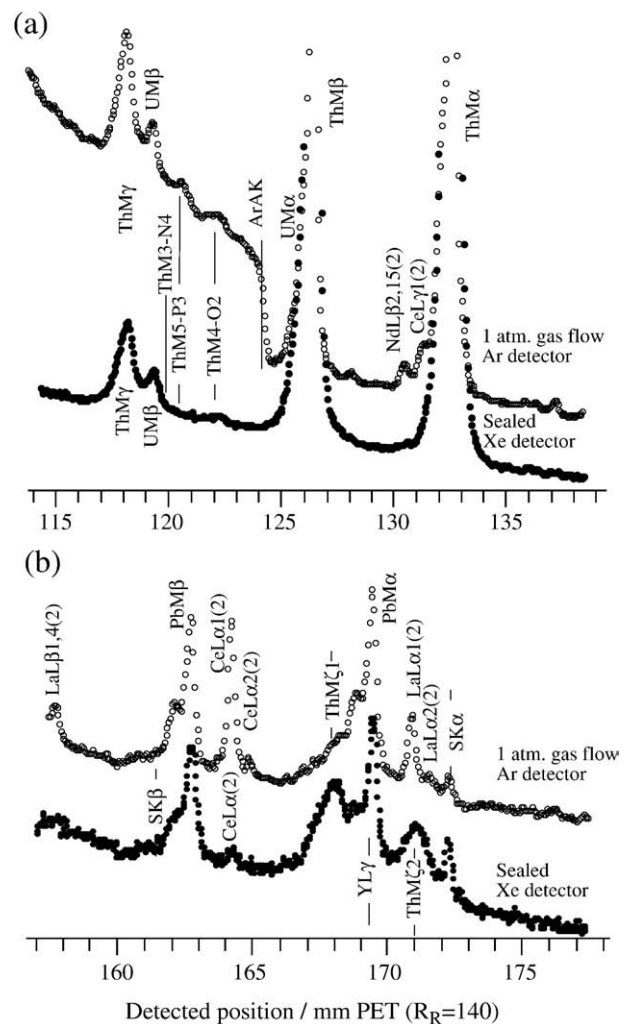 (a)
ThMγ
UMβ
ThM3-N4
ThM5-P3
ThM4-O2
ArAK
UMα
ThMβ
NdLβ2,15(2)
CeLγ1(2)
ThMα
1 atm. gas flow
Ar detector
ThMγ
UMβ
Sealed
Xe detector
115 120 125 130 135
(b)
LaLβ1,4(2)
SKβ
PbMβ
CeLα1(2)
CeLα2(2)
CeLα(2)
ThMζ1
PbMα
LaLα1(2)
LaLα2(2)
SKα
1 atm. gas flow
Ar detector
YLγ
ThMζ2
Sealed
Xe detector
160 165 170 175
Detected position / mm PET (RR=140)